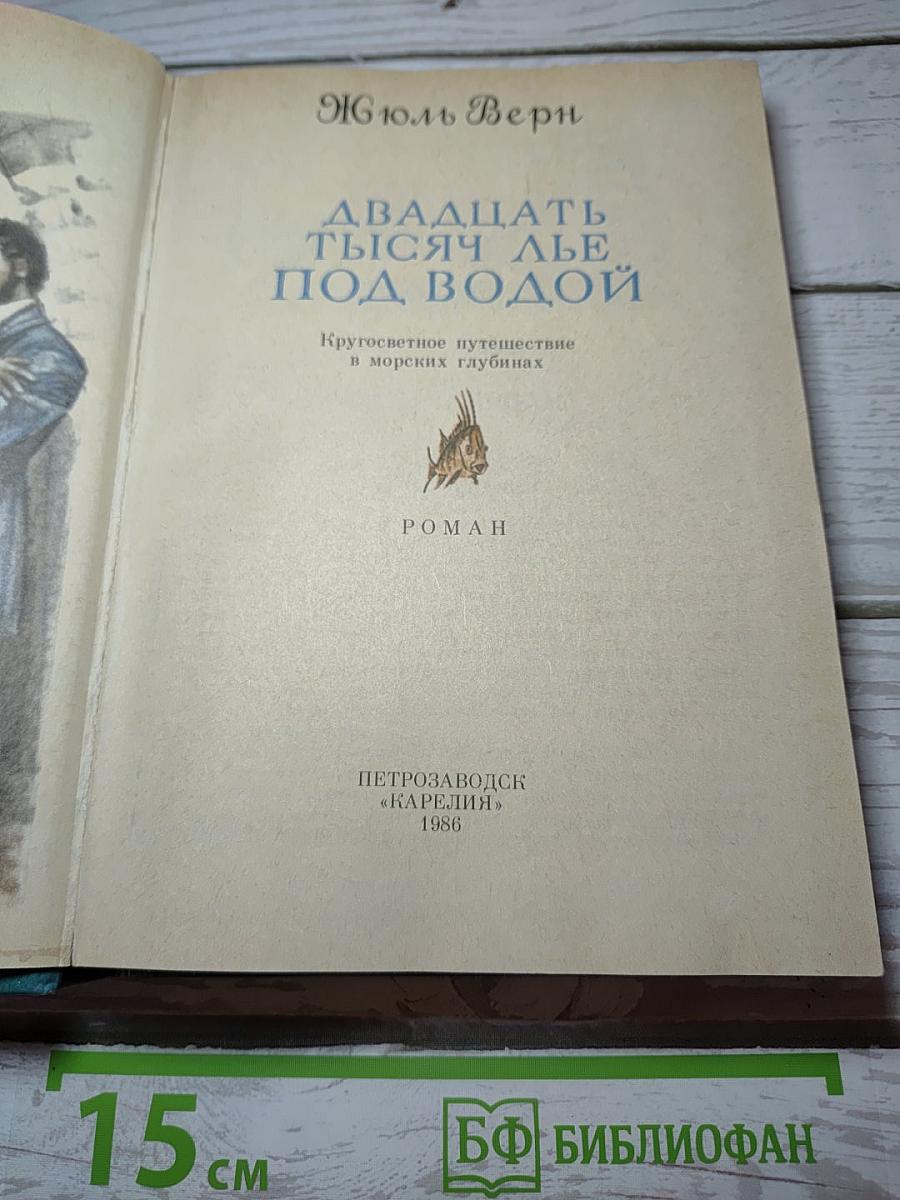 Жюль Верн
ДВАДЦАТЬ
ТЫСЯЧ ЛЬЕ
ПОД ВОДОЙ
Кругосветное путешествие
в морских глубинах
РОМАН
ПЕТРОЗАВОДСК
«КАРЕЛИЯ»
1986
15 см
БФ БИБЛИОФАН